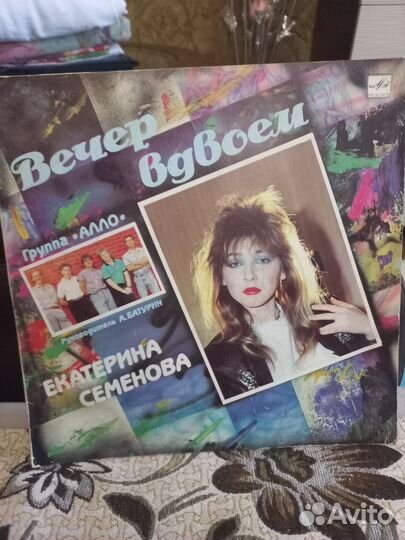 Вечер
вдвоем
Группа «АЛЛО»
Руководитель А.БАТУРИН
ЕКАТЕРИНА
СЕМЕНОВА
Avito